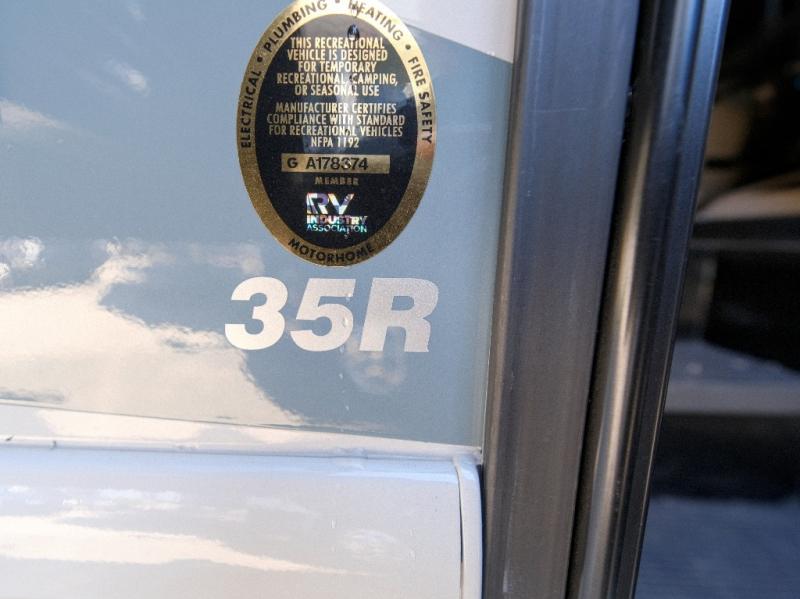 ELECTRICAL • PLUMBING • HEATING • FIRE SAFETY
THIS RECREATIONAL
VEHICLE IS DESIGNED
FOR TEMPORARY
RECREATIONAL, CAMPING,
OR SEASONAL USE
MANUFACTURER CERTIFIES
COMPLIANCE WITH STANDARD
FOR RECREATIONAL VEHICLES
NFPA 1192
G A178374
MEMBER
RV
INDUSTRY
ASSOCIATION
MOTORHOME
35R